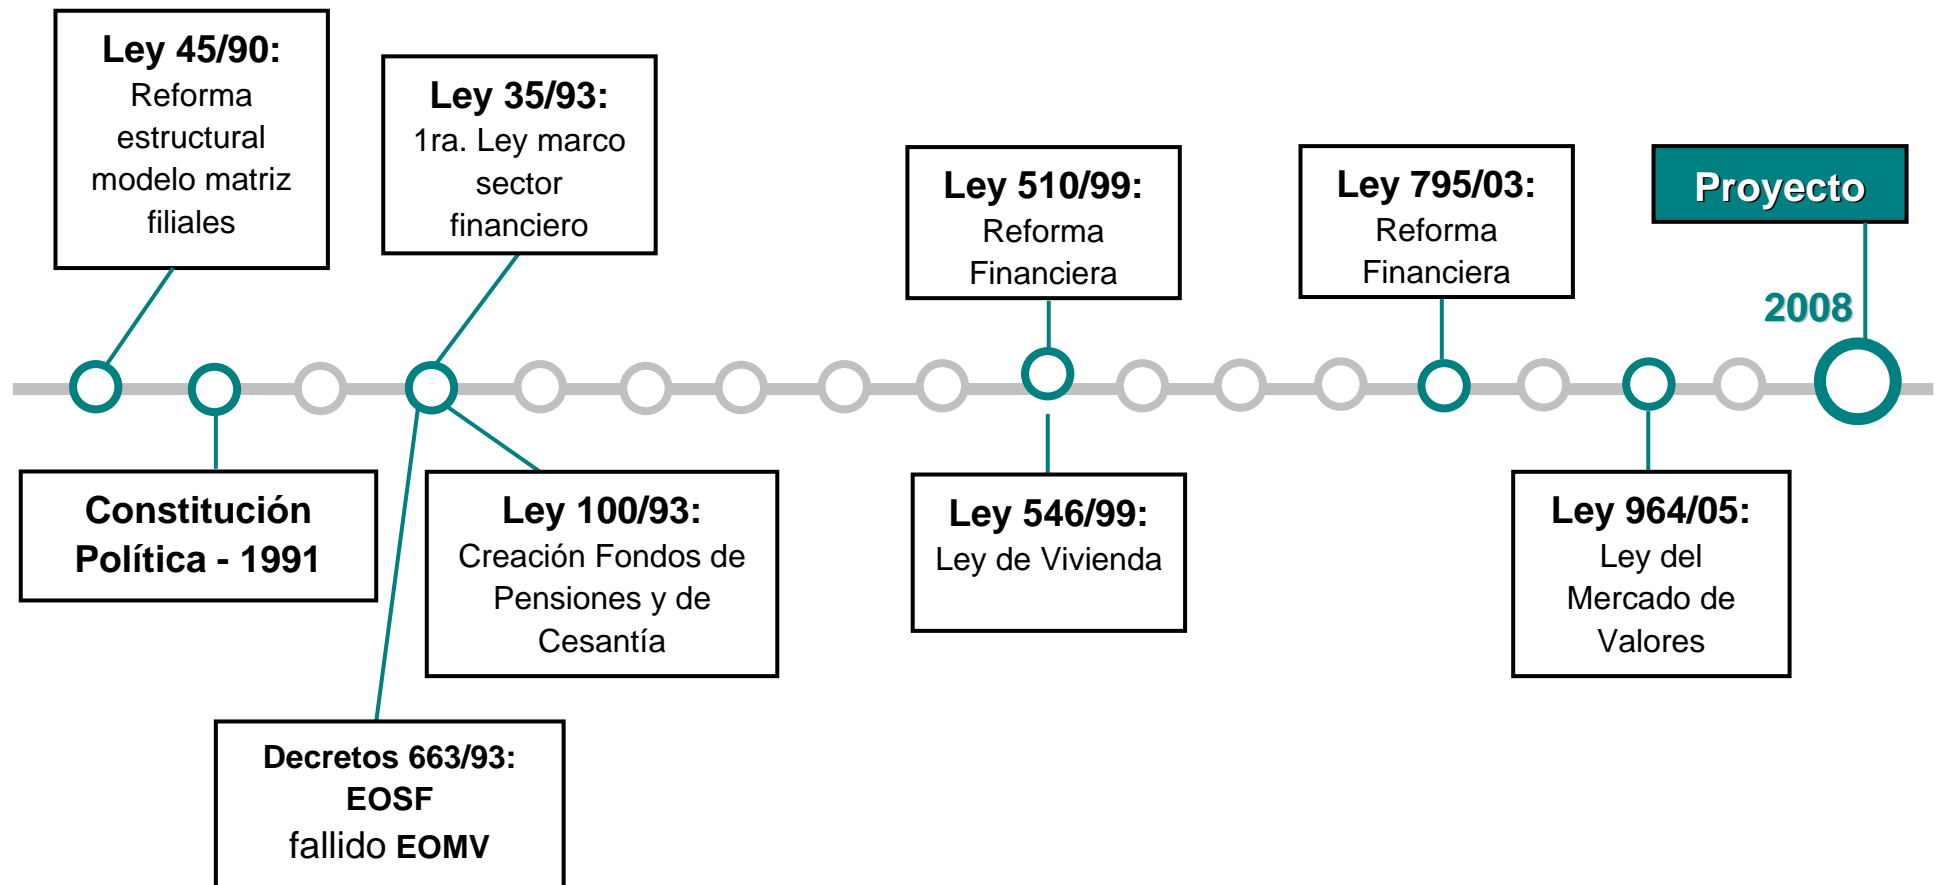 Ley 45/90:
Reforma
estructural
modelo matriz
filiales
Ley 35/93:
1ra. Ley marco
sector
financiero
Ley 510/99:
Reforma
Financiera
Ley 795/03:
Reforma
Financiera
Proyecto
2008
Constitución
Política - 1991
Ley 100/93:
Creación Fondos de
Pensiones y de
Cesantía
Ley 546/99:
Ley de Vivienda
Ley 964/05:
Ley del
Mercado de
Valores
Decretos 663/93:
EOSF
fallido EOMV